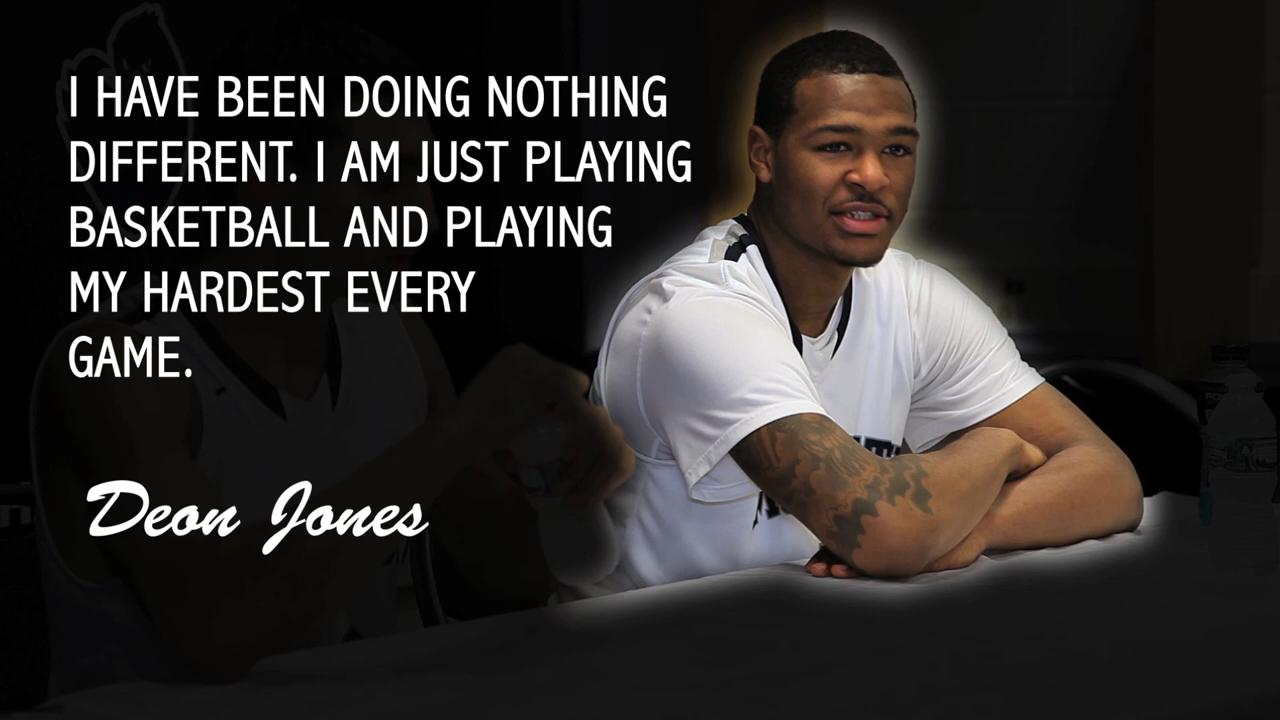 I HAVE BEEN DOING NOTHING
DIFFERENT. I AM JUST PLAYING
BASKETBALL AND PLAYING
MY HARDEST EVERY
GAME.
Deon Jones